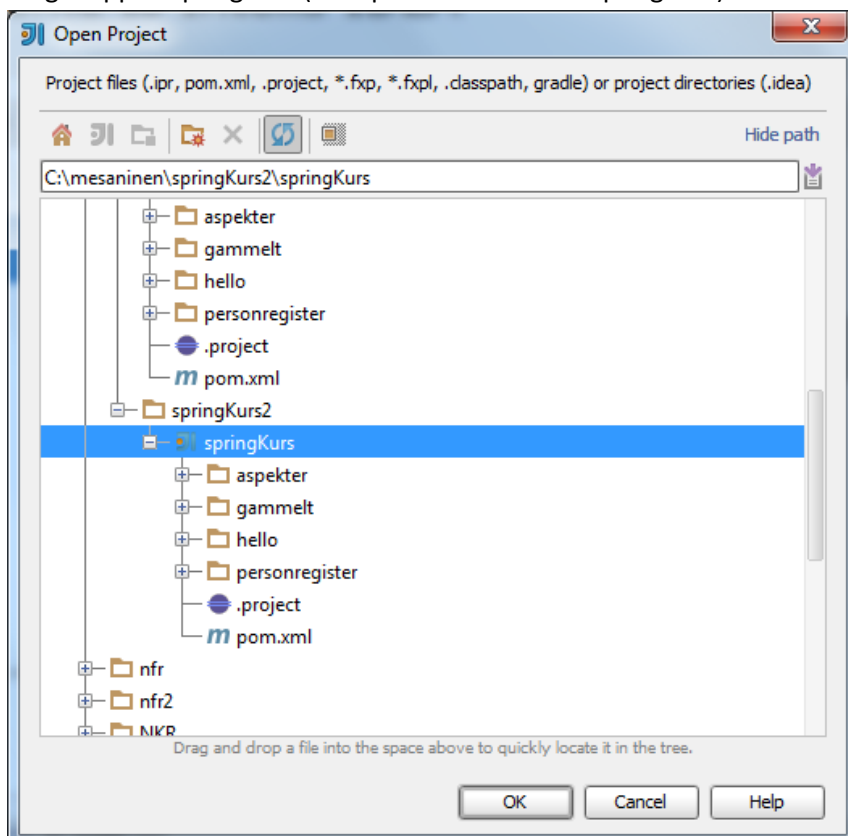 Open Project
Project files (.ipr, pom.xml, .project, *.fxp, *.fxpl, .classpath, gradle) or project directories (.idea)
Hide path
C:\mesaninen\springKurs2\springKurs
aspekter
gammelt
hello
personregister
.project
m pom.xml
springKurs2
springKurs
aspekter
gammelt
hello
personregister
.project
m pom.xml
nfr
nfr2
NKR
Drag and drop a file into the space above to quickly locate it in the tree.
OK Cancel Help